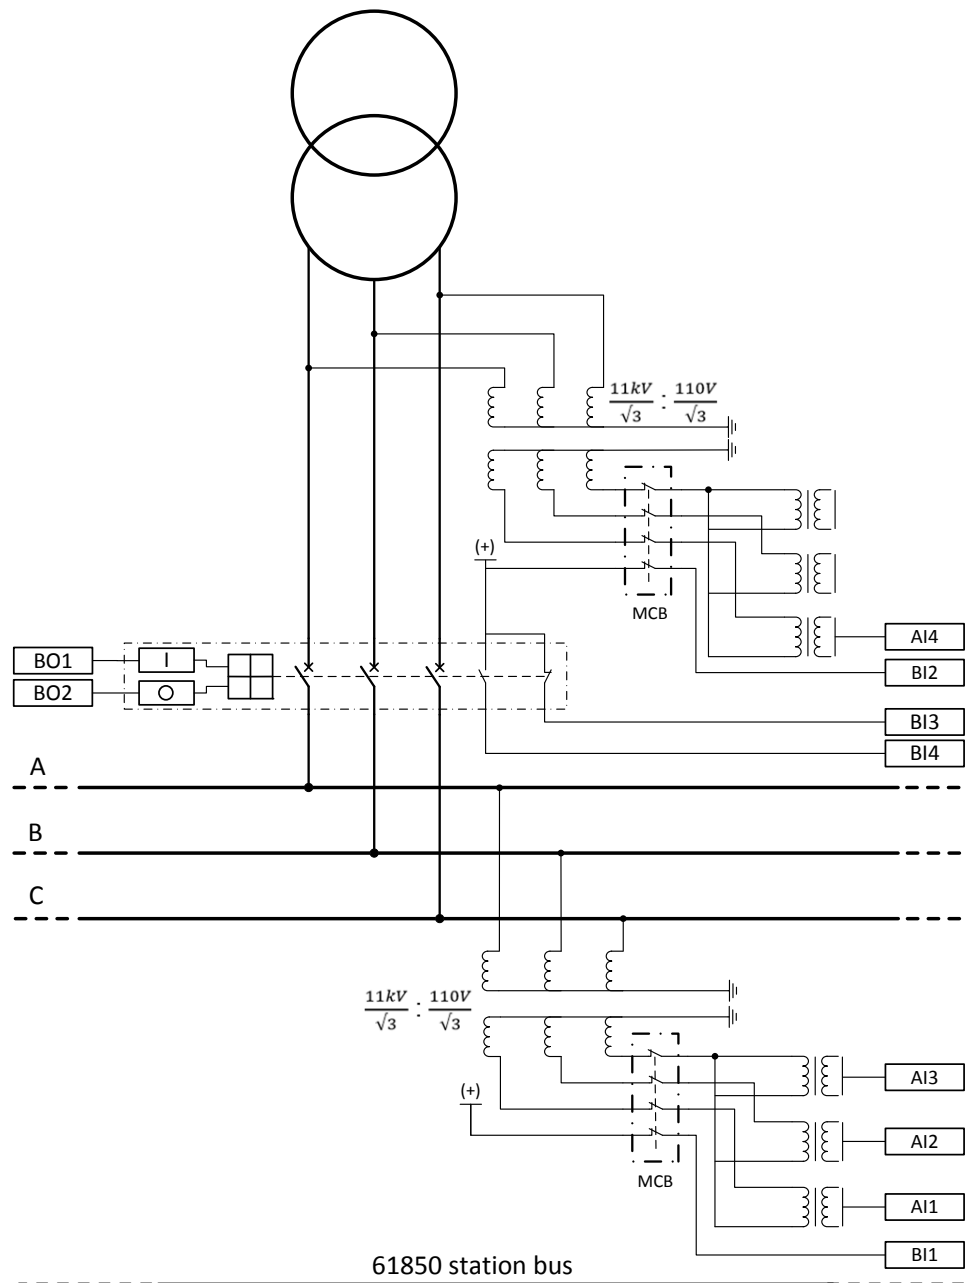 11kV/√3 : 110V/√3
(+)
MCB
AI4
BO1
I
BI2
BO2
O
BI3
BI4
A
B
C
11kV/√3 : 110V/√3
AI3
(+)
AI2
MCB
AI1
BI1
61850 station bus